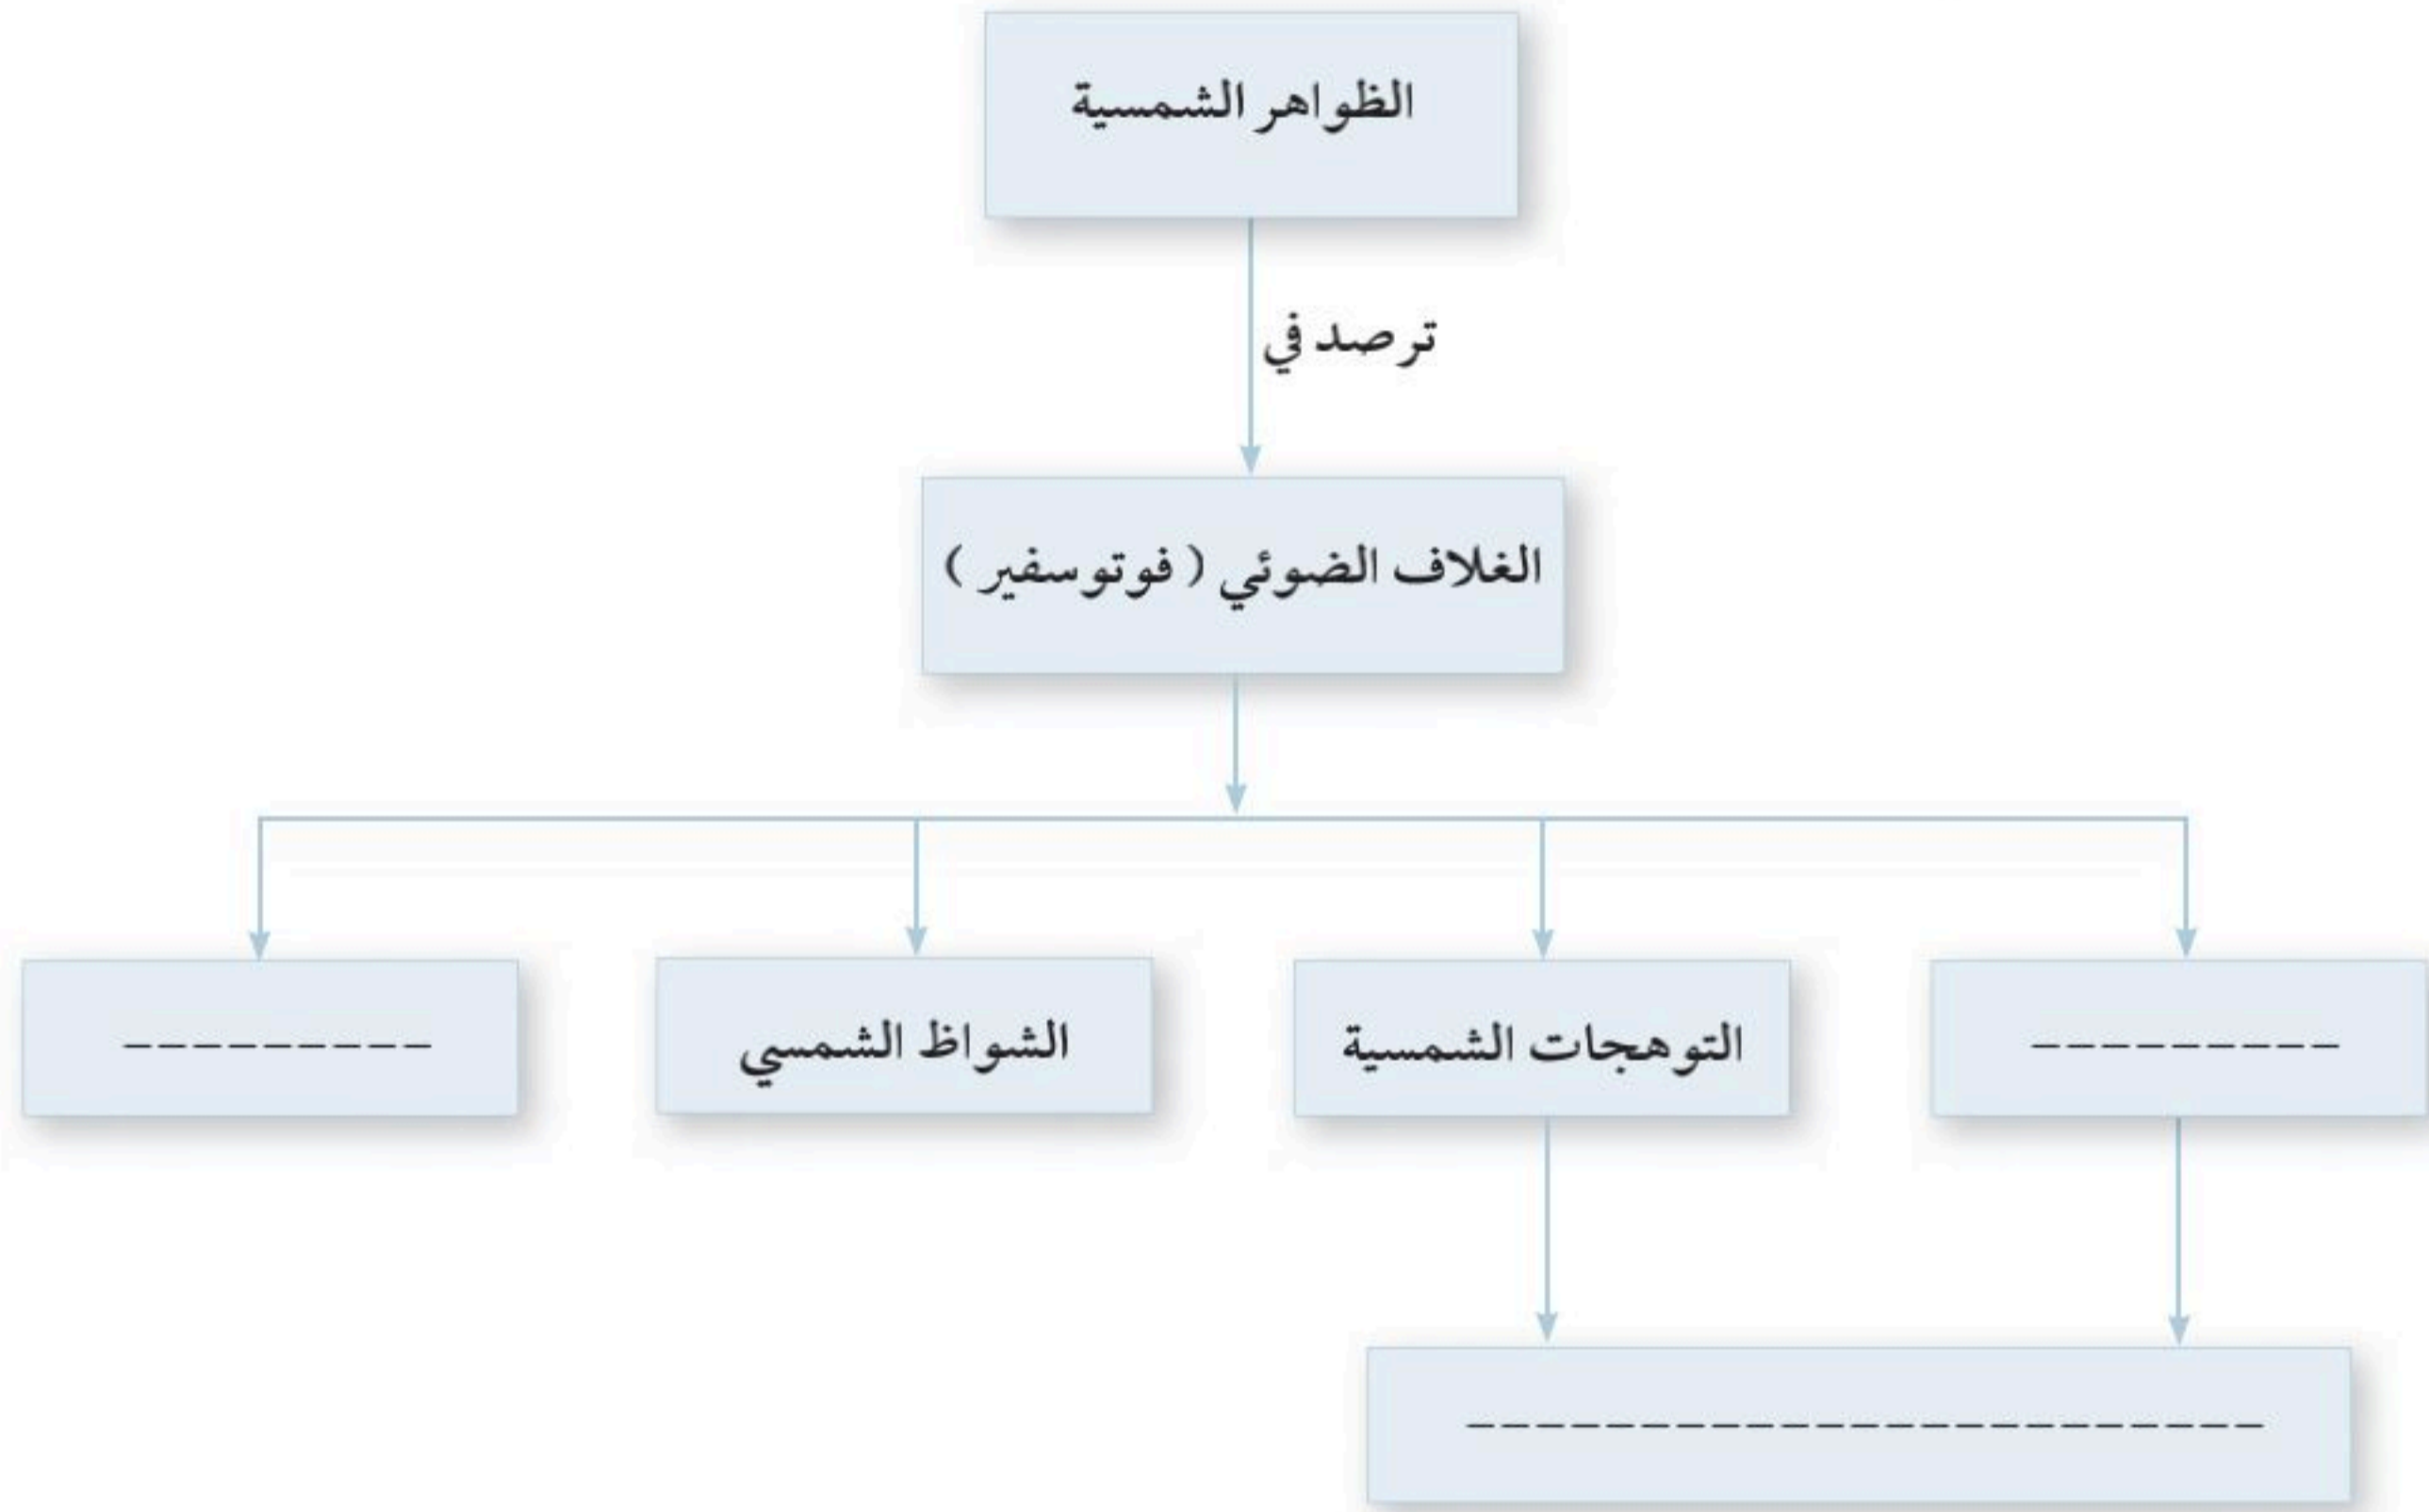 الظواهر الشمسية
ترصد في
الغلاف الضوئي ( فوتوسفير )
---------
التوهجات الشمسية
الشواظ الشمسي
---------
-----------------------